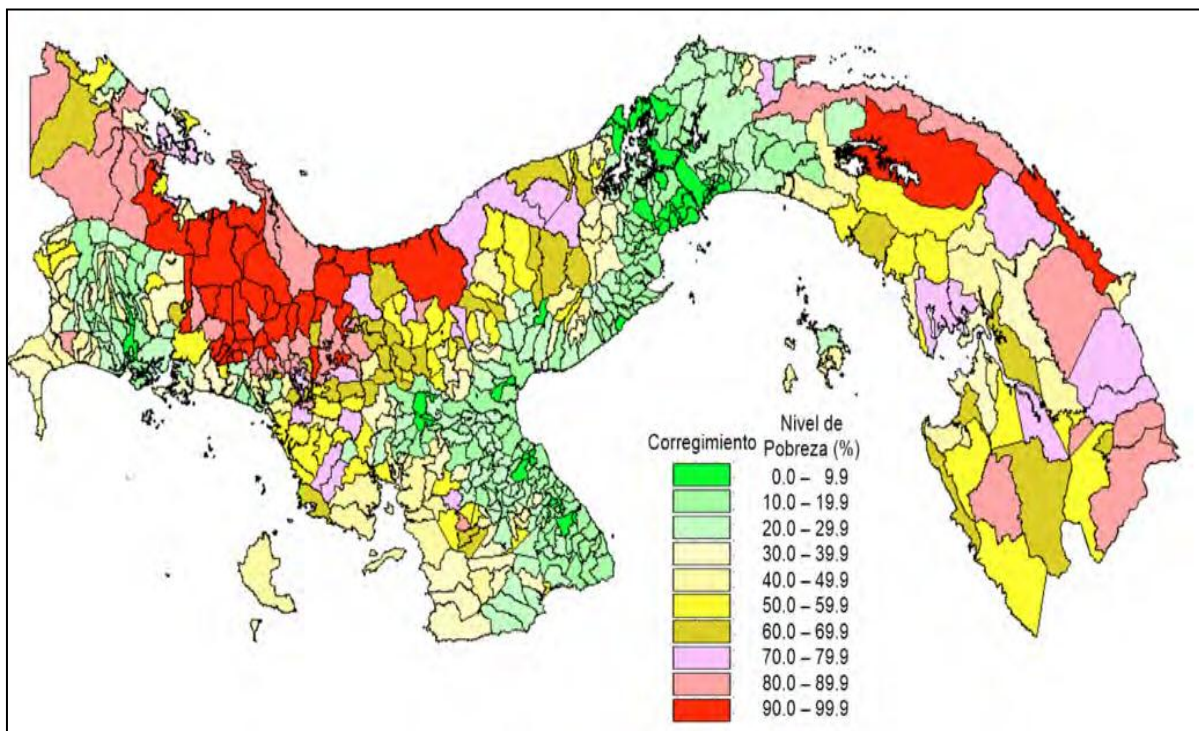 Corregimiento Nivel de Pobreza (%)
0.0 – 9.9
10.0 – 19.9
20.0 – 29.9
30.0 – 39.9
40.0 – 49.9
50.0 – 59.9
60.0 – 69.9
70.0 – 79.9
80.0 – 89.9
90.0 – 99.9